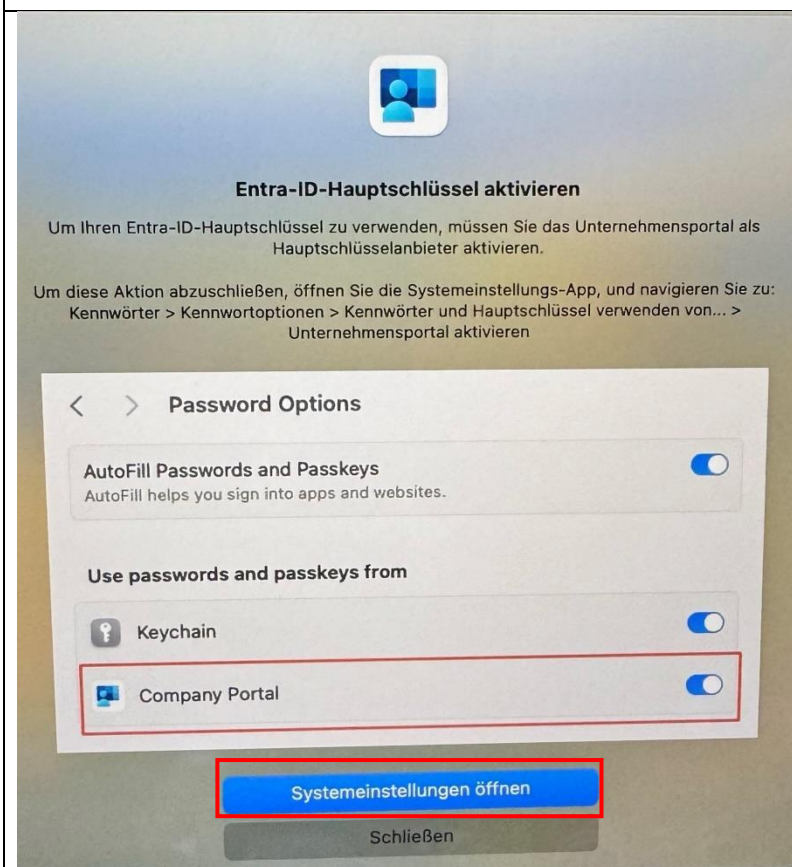 Entra-ID-Hauptschlüssel aktivieren
Um Ihren Entra-ID-Hauptschlüssel zu verwenden, müssen Sie das Unternehmensportal als
Hauptschlüsselanbieter aktivieren.
Um diese Aktion abzuschließen, öffnen Sie die Systemeinstellungs-App, und navigieren Sie zu:
Kennwörter > Kennwortoptionen > Kennwörter und Hauptschlüssel verwenden von... >
Unternehmensportal aktivieren
Password Options
AutoFill Passwords and Passkeys
AutoFill helps you sign into apps and websites.
Use passwords and passkeys from
Keychain
Company Portal
Systemeinstellungen öffnen
Schließen